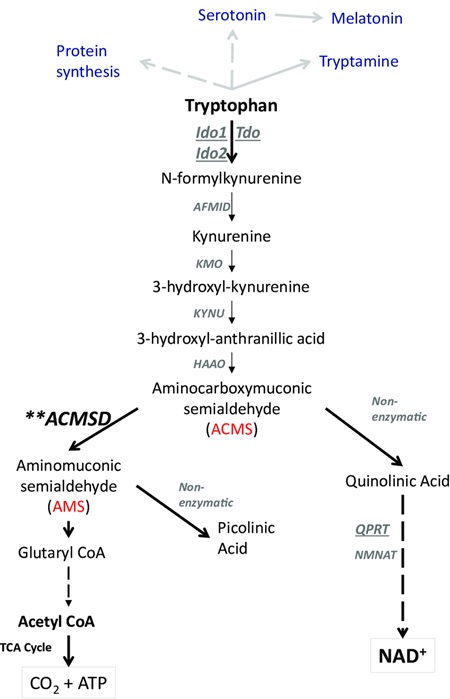 Serotonin
Melatonin
Protein
synthesis
Tryptamine
Tryptophan
Ido1 Tdo
Ido2
N-formylkynurenine
AFMID
Kynurenine
KMO
3-hydroxyl-kynurenine
KYNU
3-hydroxyl-anthranillic acid
HAAO
Aminocarboxymuconic
semialdehyde
(ACMS)
**ACMSD
Non-
enzymatic
Aminomuconic
semialdehyde
(AMS)
Non-
enzymatic
Quinolinic Acid
Picolinic
Acid
QPRT
NMNAT
Glutaryl CoA
Acetyl CoA
TCA Cycle
NAD⁺
CO₂ + ATP